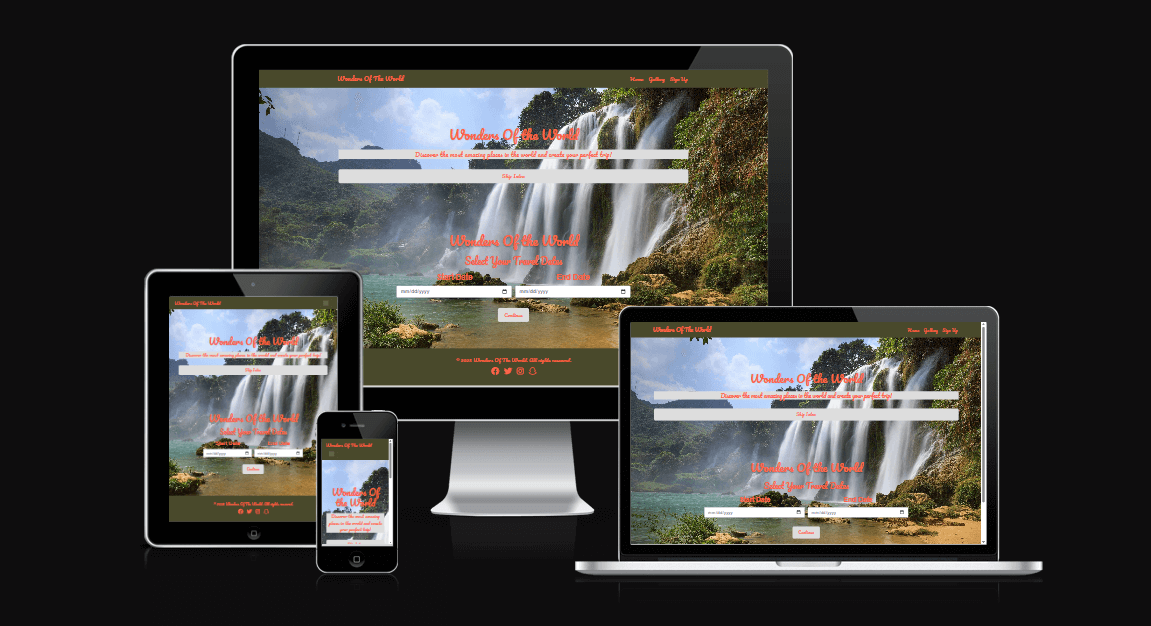 Wonders Of The World
Home Gallery Sign Up
Wonders Of the World
Discover the most amazing places in the world and create your perfect trip!
Skip Intro
Wonders Of the World
Select Your Travel Dates
Start Date End Date
mm/dd/yyyy mm/dd/yyyy
Continue
Wonders Of The World. All rights reserved.
Wonders Of The World
Wonders Of the World
Discover the most amazing places in the world and create your perfect trip!
Skip Intro
Wonders Of the World
Select Your Travel Dates
Start Date End Date
mm/dd/yyyy mm/dd/yyyy
Continue
Wonders Of The World. All rights reserved.
Wonders Of The World
Wonders Of
the World
Discover the most
amazing places in the
world and create
your perfect trip!
Wonders Of The World
Home Gallery Sign Up
Wonders Of the World
Discover the most amazing places in the world and create your perfect trip!
Skip Intro
Wonders Of the World
Select Your Travel Dates
Start Date End Date
mm/dd/yyyy mm/dd/yyyy
Continue